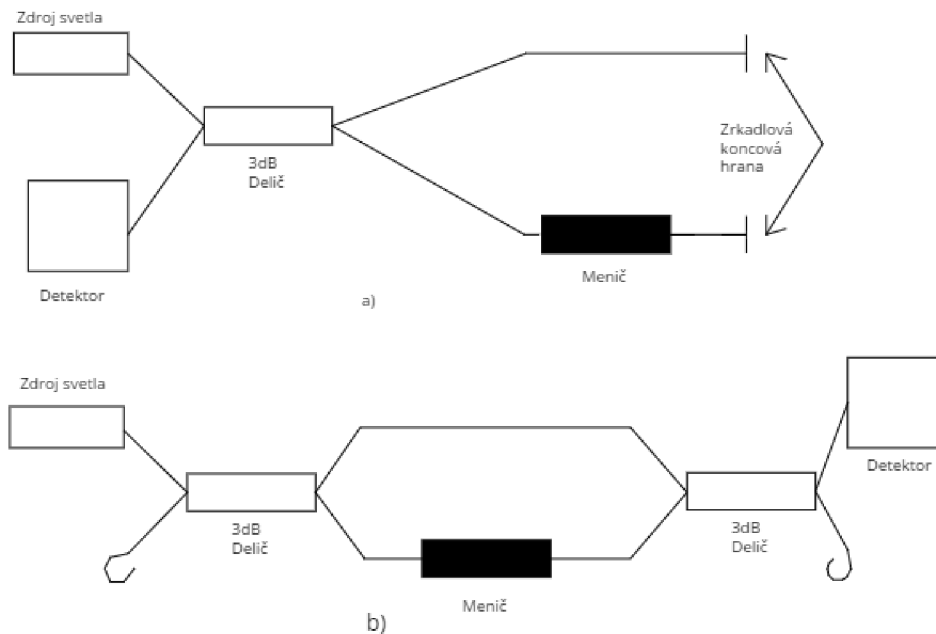 Zdroj svetla
3dB
Delič
Zrkadlová
koncová
hrana
Menič
Detektor
a)
Zdroj svetla
Detektor
3dB
Delič
3dB
Delič
Menič
b)